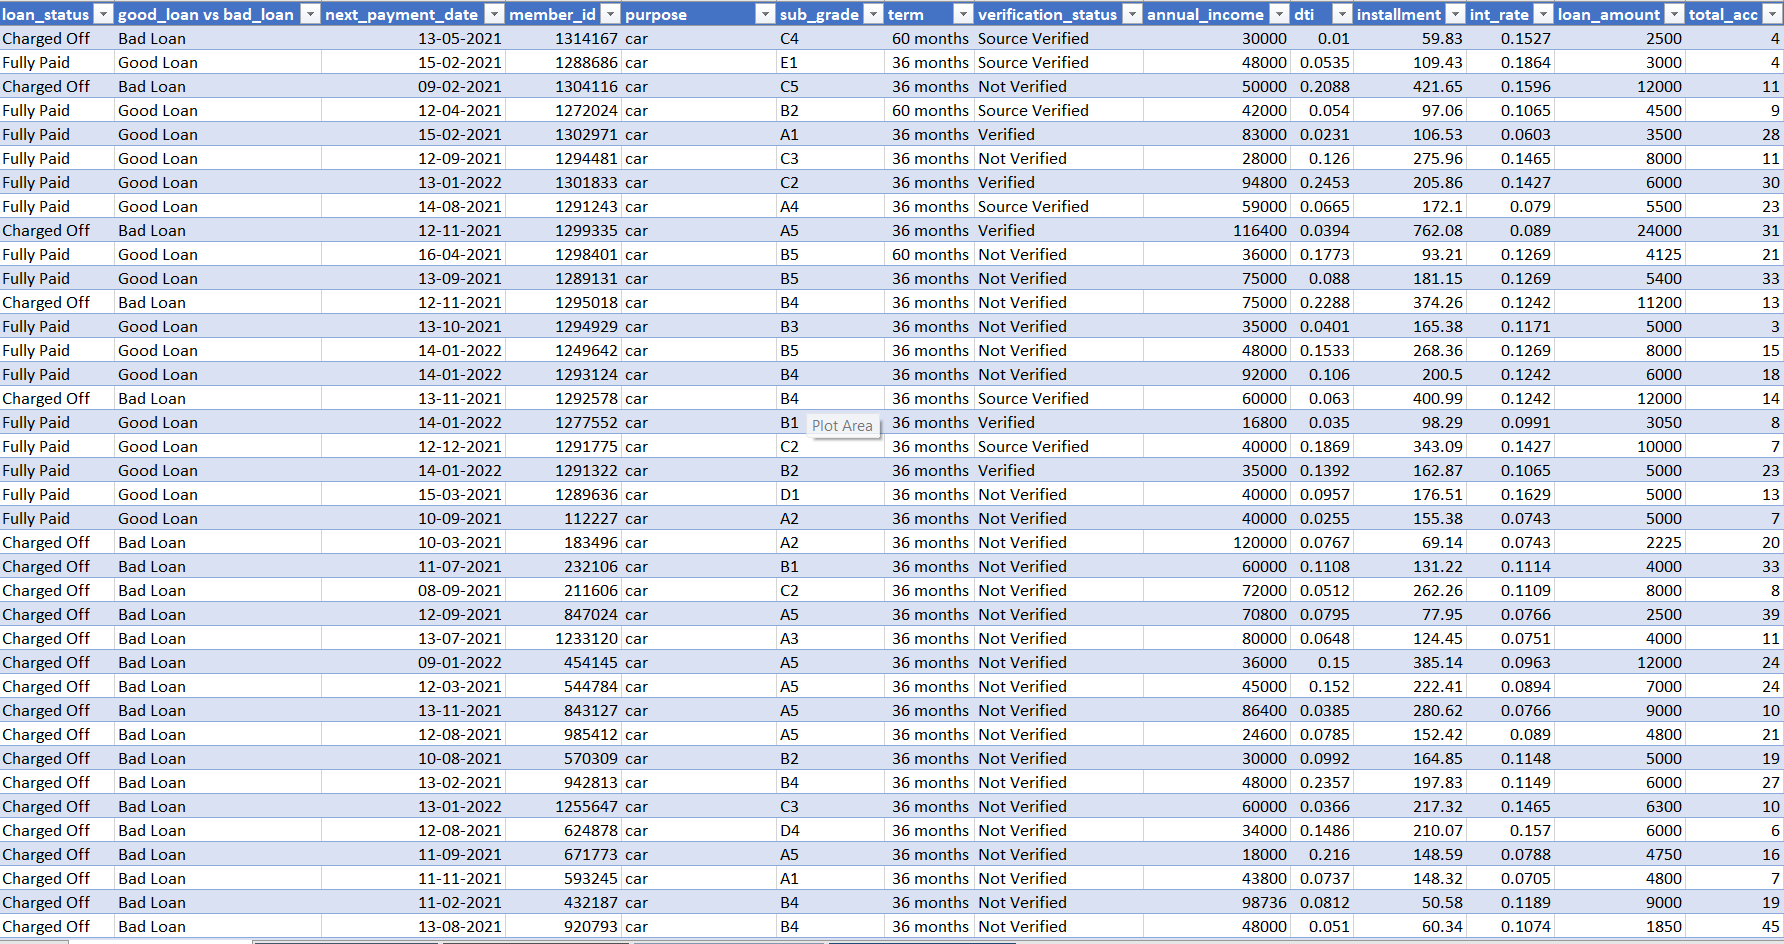 loan_status good_loan vs bad_loan next_payment_date member_id purpose sub_grade term verification_status annual_income dti installment int_rate loan_amount total_acc
Charged Off Bad Loan 13-05-2021 1314167 car C4 60 months Source Verified 30000 0.01 59.83 0.1527 2500 4
Fully Paid Good Loan 15-02-2021 1288686 car E1 36 months Source Verified 48000 0.0535 109.43 0.1864 3000 4
Charged Off Bad Loan 09-02-2021 1304116 car C5 36 months Not Verified 50000 0.2088 421.65 0.1596 12000 11
Fully Paid Good Loan 12-04-2021 1272024 car B2 60 months Source Verified 42000 0.054 97.06 0.1065 4500 9
Fully Paid Good Loan 15-02-2021 1302971 car A1 36 months Verified 83000 0.0231 106.53 0.0603 3500 28
Fully Paid Good Loan 12-09-2021 1294481 car C3 36 months Not Verified 28000 0.126 275.96 0.1465 8000 11
Fully Paid Good Loan 13-01-2022 1301833 car C2 36 months Verified 94800 0.2453 205.86 0.1427 6000 30
Fully Paid Good Loan 14-08-2021 1291243 car A4 36 months Source Verified 59000 0.0665 172.1 0.079 5500 23
Charged Off Bad Loan 12-11-2021 1299335 car A5 36 months Verified 116400 0.0394 762.08 0.089 24000 31
Fully Paid Good Loan 16-04-2021 1298401 car B5 60 months Not Verified 36000 0.1773 93.21 0.1269 4125 21
Fully Paid Good Loan 13-09-2021 1289131 car B5 36 months Not Verified 75000 0.088 181.15 0.1269 5400 33
Charged Off Bad Loan 12-11-2021 1295018 car B4 36 months Not Verified 75000 0.2288 374.26 0.1242 11200 13
Fully Paid Good Loan 13-10-2021 1294929 car B3 36 months Not Verified 35000 0.0401 165.38 0.1171 5000 3
Fully Paid Good Loan 14-01-2022 1249642 car B5 36 months Not Verified 48000 0.1533 268.36 0.1269 8000 15
Fully Paid Good Loan 14-01-2022 1293124 car B4 36 months Not Verified 92000 0.106 200.5 0.1242 6000 18
Charged Off Bad Loan 13-11-2021 1292578 car B4 36 months Source Verified 60000 0.063 400.99 0.1242 12000 14
Fully Paid Good Loan 14-01-2022 1277552 car B1 Plot Area 36 months Verified 16800 0.035 98.29 0.0991 3050 8
Fully Paid Good Loan 12-12-2021 1291775 car C2 36 months Source Verified 40000 0.1869 343.09 0.1427 10000 7
Fully Paid Good Loan 14-01-2022 1291322 car B2 36 months Verified 35000 0.1392 162.87 0.1065 5000 23
Fully Paid Good Loan 15-03-2021 1289636 car D1 36 months Not Verified 40000 0.0957 176.51 0.1629 5000 13
Fully Paid Good Loan 10-09-2021 112227 car A2 36 months Not Verified 40000 0.0255 155.38 0.0743 5000 7
Charged Off Bad Loan 10-03-2021 183496 car A2 36 months Not Verified 120000 0.0767 69.14 0.0743 2225 20
Charged Off Bad Loan 11-07-2021 232106 car B1 36 months Not Verified 60000 0.1108 131.22 0.1114 4000 33
Charged Off Bad Loan 08-09-2021 211606 car C2 36 months Not Verified 72000 0.0512 262.26 0.1109 8000 8
Charged Off Bad Loan 12-09-2021 847024 car A5 36 months Not Verified 70800 0.0795 77.95 0.0766 2500 39
Charged Off Bad Loan 13-07-2021 1233120 car A3 36 months Not Verified 80000 0.0648 124.45 0.0751 4000 11
Charged Off Bad Loan 09-01-2022 454145 car A5 36 months Not Verified 36000 0.15 385.14 0.0963 12000 24
Charged Off Bad Loan 12-03-2021 544784 car A5 36 months Not Verified 45000 0.152 222.41 0.0894 7000 24
Charged Off Bad Loan 13-11-2021 843127 car A5 36 months Not Verified 86400 0.0385 280.62 0.0766 9000 10
Charged Off Bad Loan 12-08-2021 985412 car A5 36 months Not Verified 24600 0.0785 152.42 0.089 4800 21
Charged Off Bad Loan 10-08-2021 570309 car B2 36 months Not Verified 30000 0.0992 164.85 0.1148 5000 19
Charged Off Bad Loan 13-02-2021 942813 car B4 36 months Not Verified 48000 0.2357 197.83 0.1149 6000 27
Charged Off Bad Loan 13-01-2022 1255647 car C3 36 months Not Verified 60000 0.0366 217.32 0.1465 6300 10
Charged Off Bad Loan 12-08-2021 624878 car D4 36 months Not Verified 34000 0.1486 210.07 0.157 6000 6
Charged Off Bad Loan 11-09-2021 671773 car A5 36 months Not Verified 18000 0.216 148.59 0.0788 4750 16
Charged Off Bad Loan 11-11-2021 593245 car A1 36 months Not Verified 43800 0.0737 148.32 0.0705 4800 7
Charged Off Bad Loan 11-02-2021 432187 car B4 36 months Not Verified 98736 0.0812 50.58 0.1189 9000 19
Charged Off Bad Loan 13-08-2021 920793 car B4 36 months Not Verified 48000 0.051 60.34 0.1074 1850 45